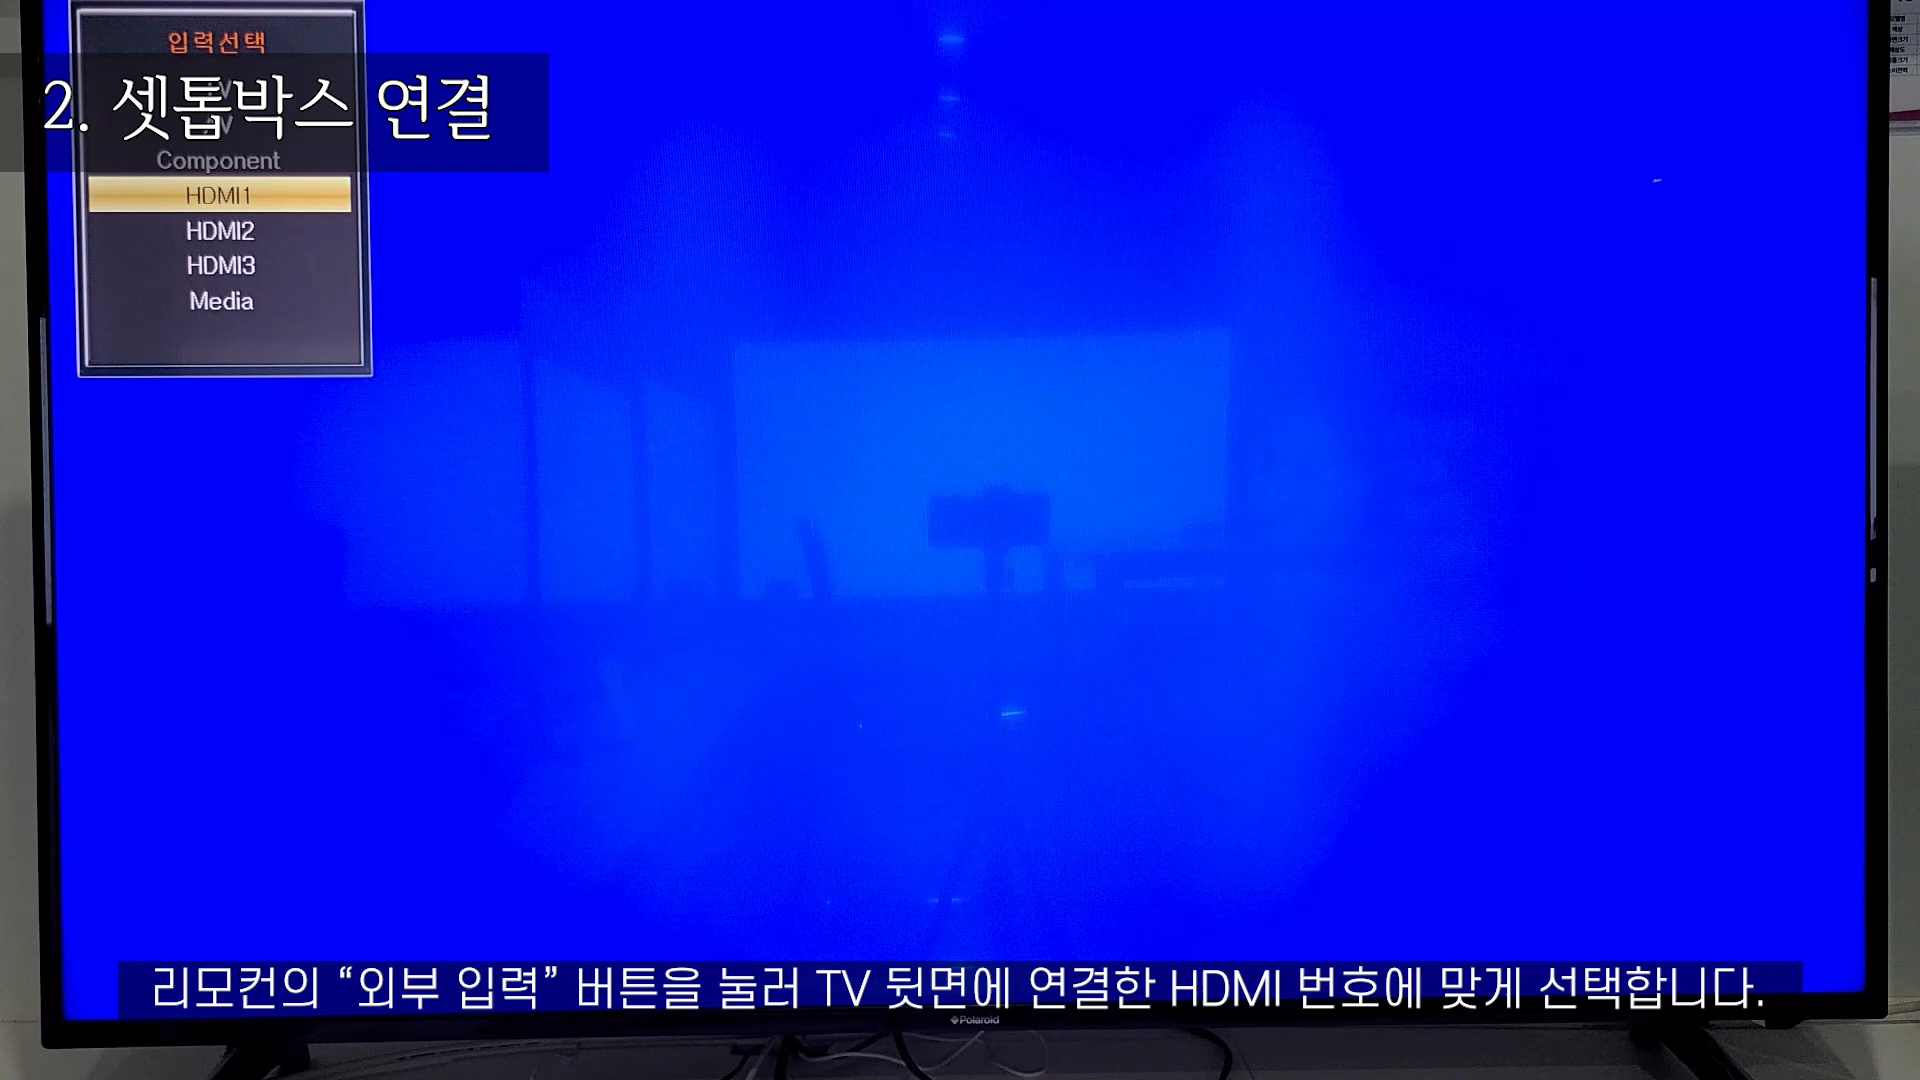 입력선택
2. 셋톱박스 연결
Component
HDMI1
HDMI2
HDMI3
Media
리모컨의 “외부 입력” 버튼을 눌러 TV 뒷면에 연결한 HDMI 번호에 맞게 선택합니다.
Polaroid